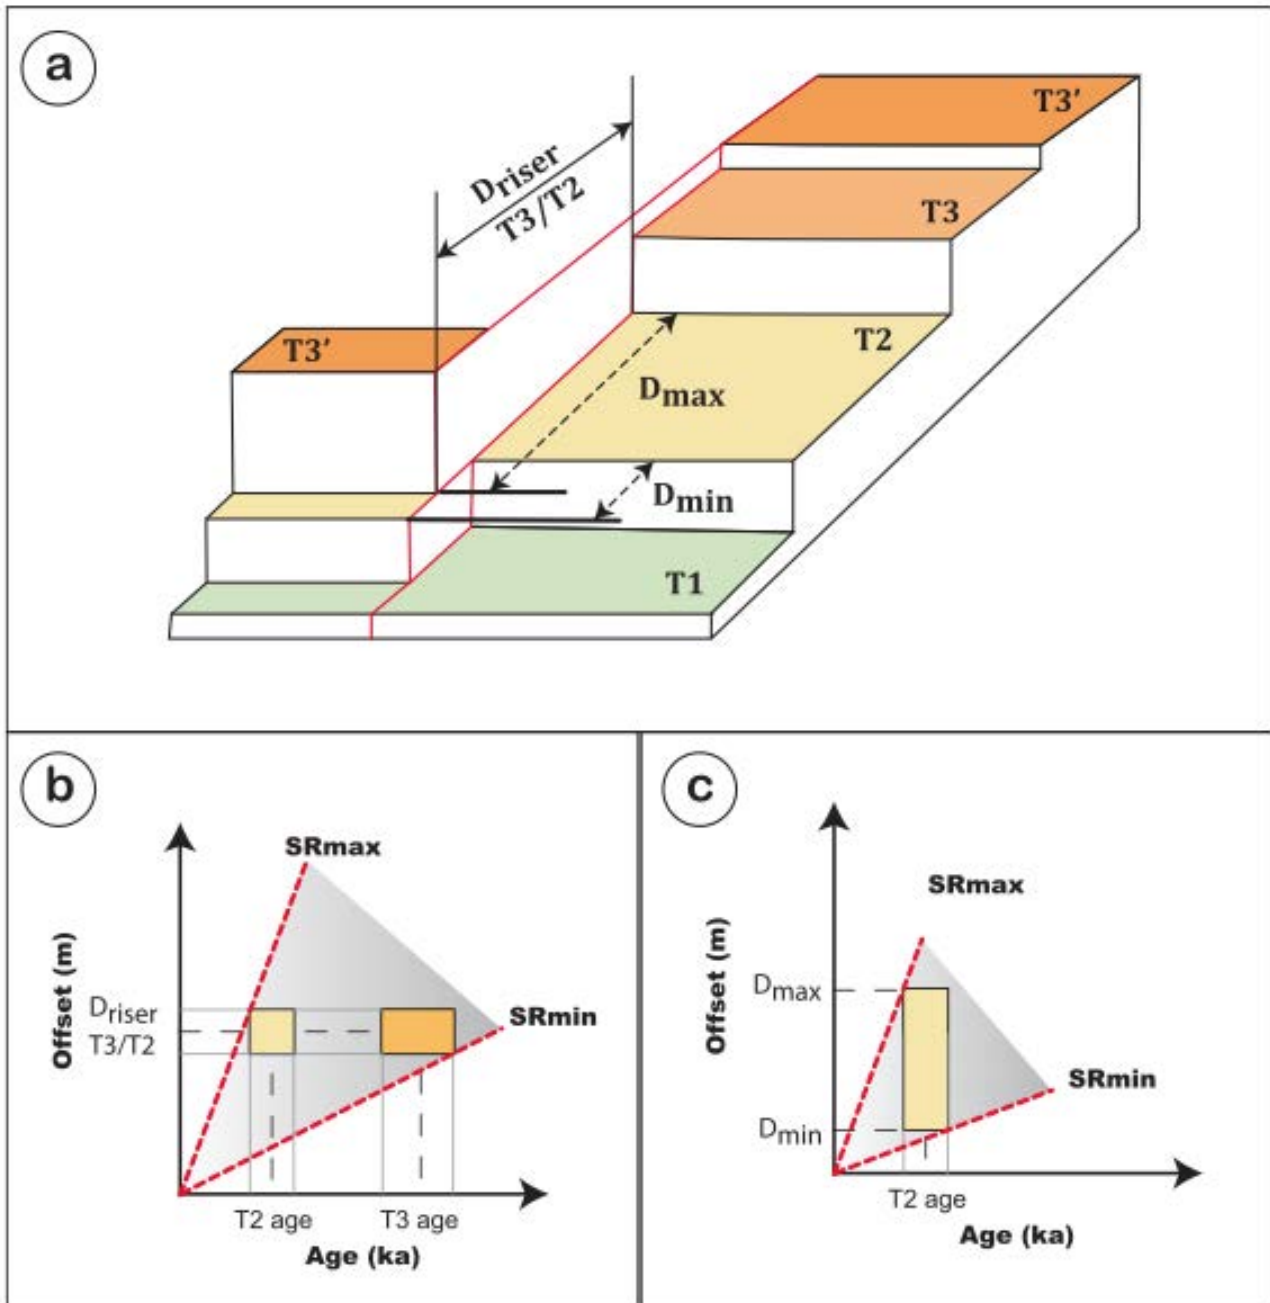 a
T3′
Driser
T3/T2
T3
T3′
T2
Dmax
Dmin
T1
b
SRmax
Offset (m)
Driser
T3/T2
SRmin
T2 age
T3 age
Age (ka)
c
SRmax
Offset (m)
Dmax
SRmin
Dmin
T2 age
Age (ka)